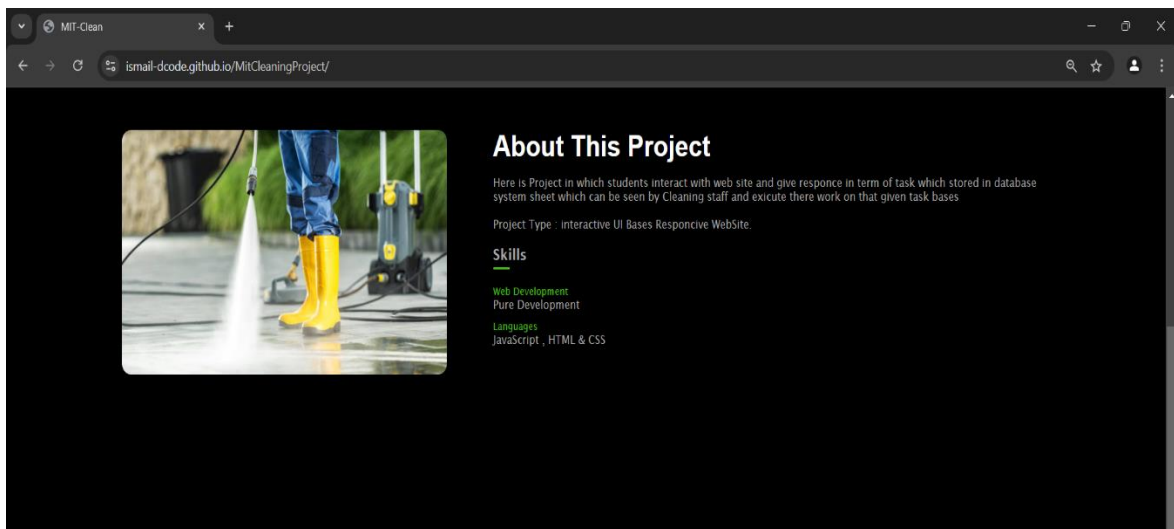 MIT-Clean
ismail-dcode.github.io/MitCleaningProject/
About This Project
Here is Project in which students interact with web site and give responce in term of task which stored in database
system sheet which can be seen by Cleaning staff and exicute there work on that given task bases
Project Type : interactive UI Bases Responcive WebSite.
Skills
Web Development
Pure Development
Languages
JavaScript , HTML & CSS